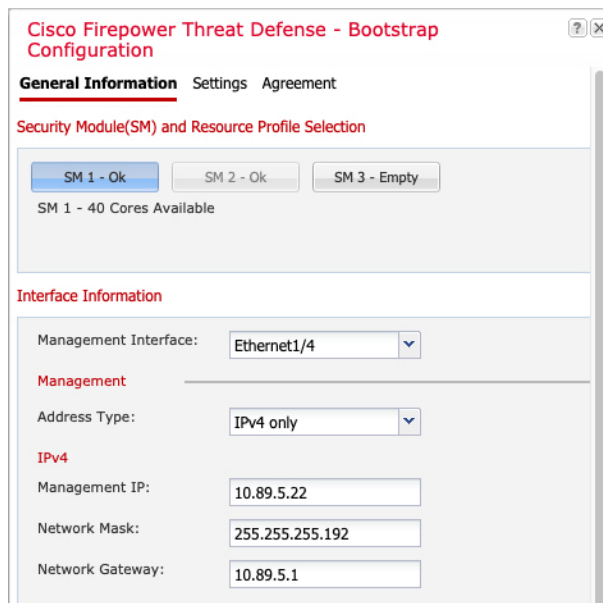 Cisco Firepower Threat Defense - Bootstrap
Configuration
General Information Settings Agreement
Security Module(SM) and Resource Profile Selection
SM 1 - Ok SM 2 - Ok SM 3 - Empty
SM 1 - 40 Cores Available
Interface Information
Management Interface: Ethernet1/4
Management
Address Type: IPv4 only
IPv4
Management IP: 10.89.5.22
Network Mask: 255.255.255.192
Network Gateway: 10.89.5.1